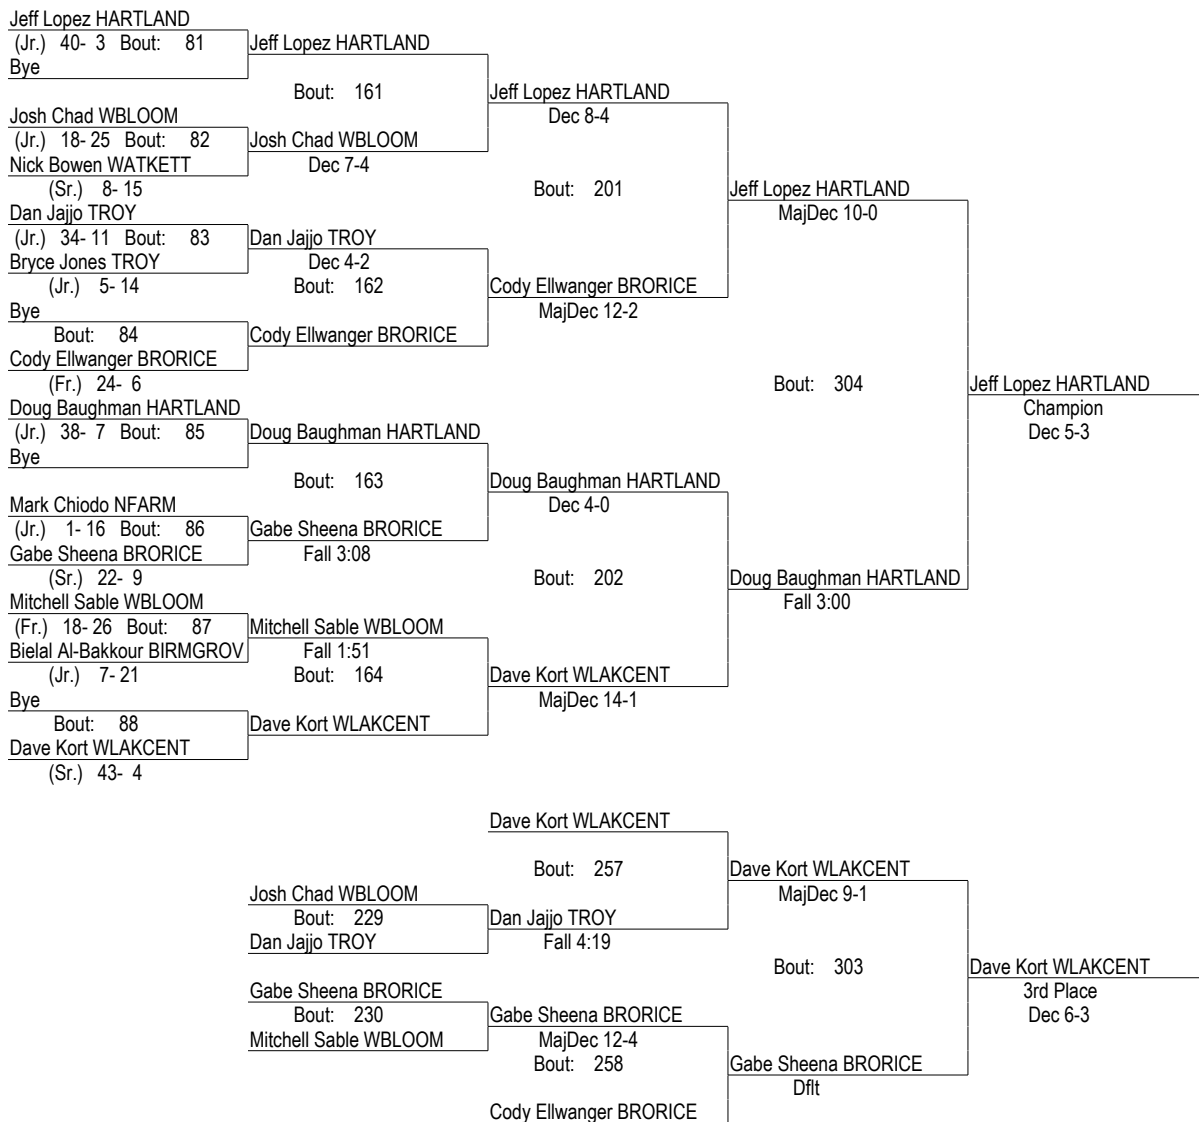 Jeff Lopez HARTLAND
(Jr.) 40- 3 Bout: 81
Bye
Jeff Lopez HARTLAND
Bout: 161
Jeff Lopez HARTLAND
Dec 8-4
Josh Chad WBLOOM
(Jr.) 18- 25 Bout: 82
Nick Bowen WATKETT
(Sr.) 8- 15
Josh Chad WBLOOM
Dec 7-4
Bout: 201
Jeff Lopez HARTLAND
MajDec 10-0
Dan Jajjo TROY
(Jr.) 34- 11 Bout: 83
Bryce Jones TROY
(Jr.) 5- 14
Dan Jajjo TROY
Dec 4-2
Bout: 162
Cody Ellwanger BRORICE
MajDec 12-2
Bye
Bout: 84
Cody Ellwanger BRORICE
(Fr.) 24- 6
Cody Ellwanger BRORICE
Bout: 304
Jeff Lopez HARTLAND
Champion
Dec 5-3
Doug Baughman HARTLAND
(Jr.) 38- 7 Bout: 85
Bye
Doug Baughman HARTLAND
Bout: 163
Doug Baughman HARTLAND
Dec 4-0
Mark Chiodo NFARM
(Jr.) 1- 16 Bout: 86
Gabe Sheena BRORICE
(Sr.) 22- 9
Gabe Sheena BRORICE
Fall 3:08
Bout: 202
Doug Baughman HARTLAND
Fall 3:00
Mitchell Sable WBLOOM
(Fr.) 18- 26 Bout: 87
Bielal Al-Bakkour BIRMGROV
(Jr.) 7- 21
Mitchell Sable WBLOOM
Fall 1:51
Bout: 164
Dave Kort WLAKCENT
MajDec 14-1
Bye
Bout: 88
Dave Kort WLAKCENT
(Sr.) 43- 4
Dave Kort WLAKCENT
Dave Kort WLAKCENT
Bout: 257
Dave Kort WLAKCENT
MajDec 9-1
Josh Chad WBLOOM
Bout: 229
Dan Jajjo TROY
Dan Jajjo TROY
Fall 4:19
Bout: 303
Dave Kort WLAKCENT
3rd Place
Dec 6-3
Gabe Sheena BRORICE
Bout: 230
Mitchell Sable WBLOOM
Gabe Sheena BRORICE
MajDec 12-4
Bout: 258
Gabe Sheena BRORICE
Dflt
Cody Ellwanger BRORICE